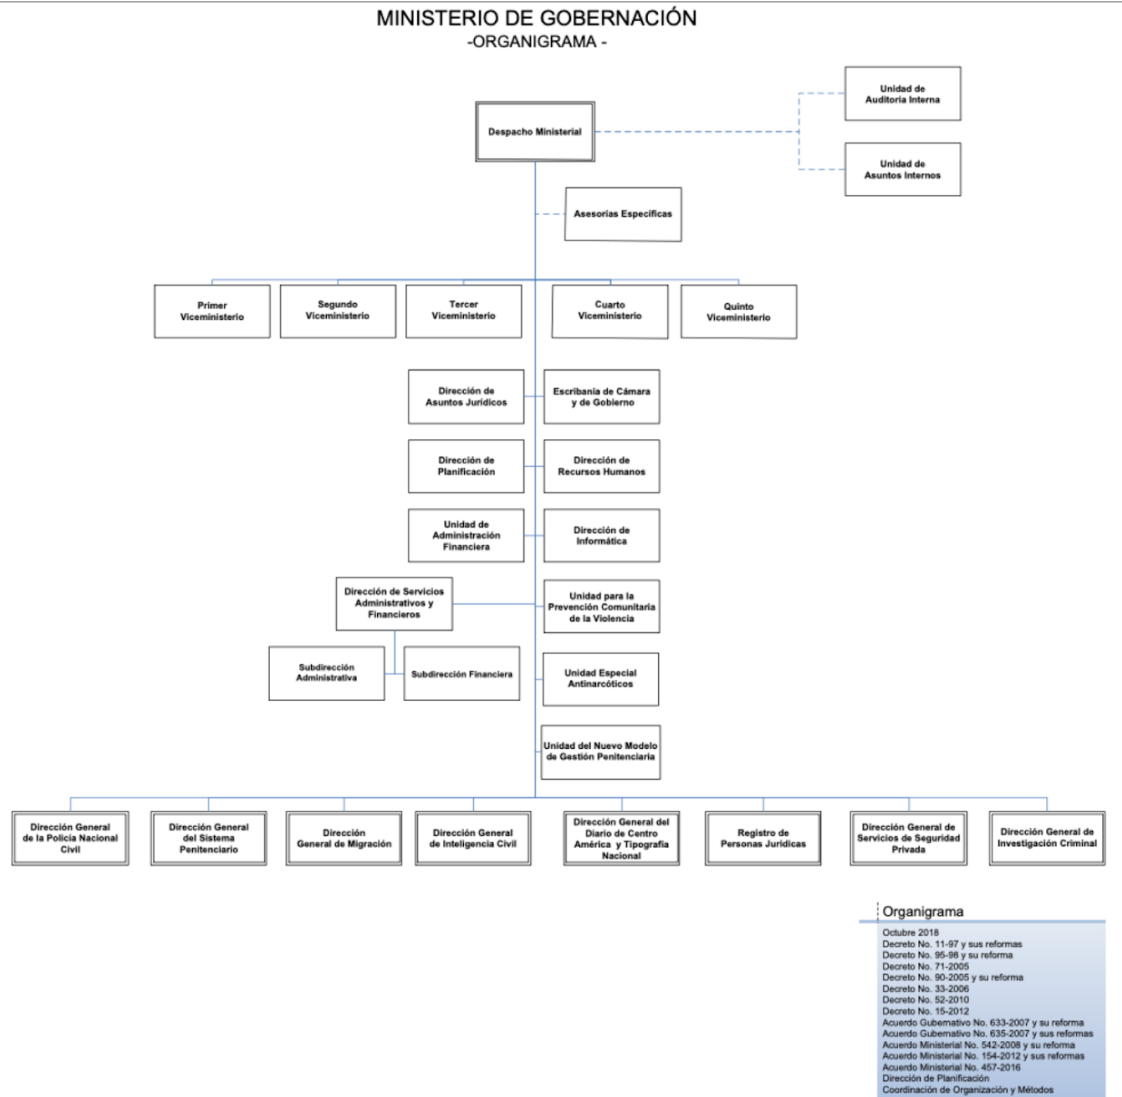 MINISTERIO DE GOBERNACIÓN
-ORGANIGRAMA -
Unidad de
Auditoria Interna
Despacho Ministerial
Unidad de
Asuntos Internos
Asesorías Específicas
Primer
Viceministerio
Segundo
Viceministerio
Tercer
Viceministerio
Cuarto
Viceministerio
Quinto
Viceministerio
Dirección de
Asuntos Jurídicos
Escribanía de Cámara
y de Gobierno
Dirección de
Planificación
Dirección de
Recursos Humanos
Unidad de
Administración
Financiera
Dirección de
Informática
Dirección de Servicios
Administrativos y
Financieros
Unidad para la
Prevención Comunitaria
de la Violencia
Subdirección
Administrativa
Subdirección Financiera
Unidad Especial
Antinarcóticos
Unidad del Nuevo Modelo
de Gestión Penitenciaria
Dirección General
de la Policía Nacional
Civil
Dirección General
del Sistema
Penitenciario
Dirección
General de Migración
Dirección General
de Inteligencia Civil
Dirección General del
Diario de Centro
América y Tipografía
Nacional
Registro de
Personas Jurídicas
Dirección General de
Servicios de Seguridad
Privada
Dirección General de
Investigación Criminal
Organigrama
Octubre 2018
Decreto No. 11-97 y sus reformas
Decreto No. 95-98 y su reforma
Decreto No. 71-2005
Decreto No. 90-2005 y su reforma
Decreto No. 33-2006
Decreto No. 52-2010
Decreto No. 15-2012
Acuerdo Gubernativo No. 633-2007 y su reforma
Acuerdo Gubernativo No. 635-2007 y sus reformas
Acuerdo Ministerial No. 542-2008 y su reforma
Acuerdo Ministerial No. 154-2012 y sus reformas
Acuerdo Ministerial No. 457-2016
Dirección de Planificación
Coordinación de Organización y Métodos